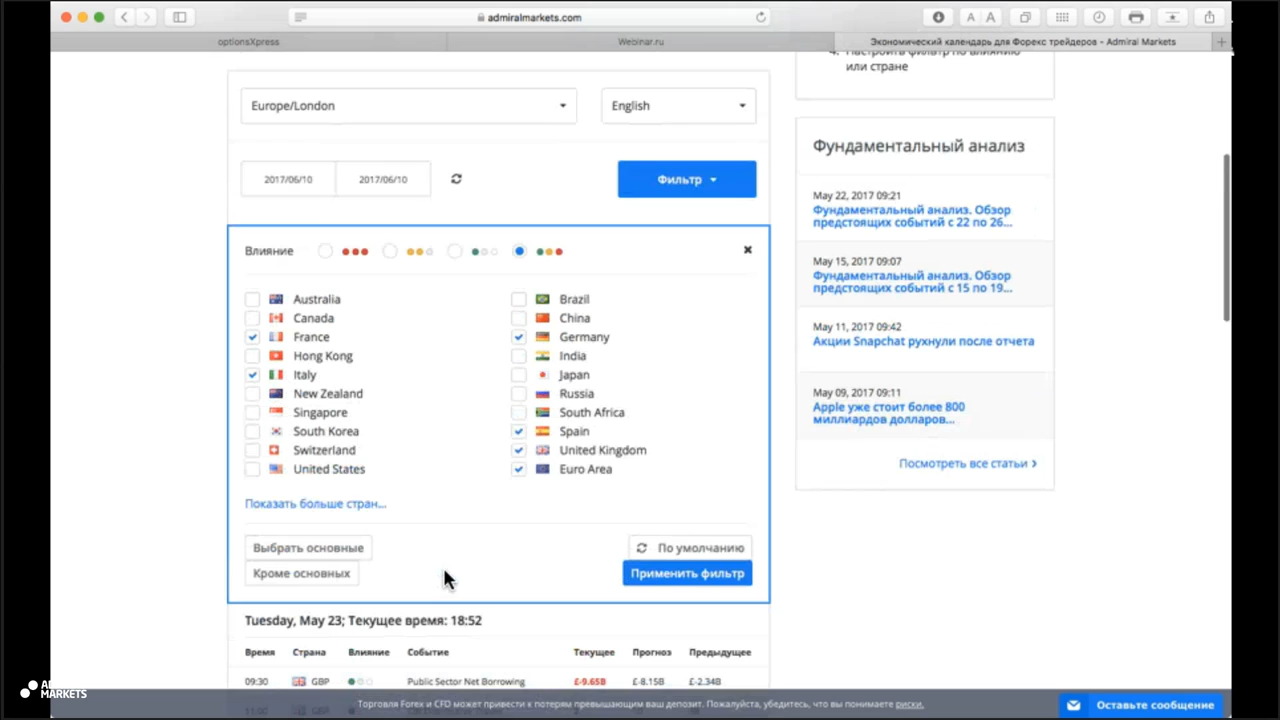 admiralmarkets.com
A A
optionsXpress
Webinar.ru
Экономический календарь для Форекс трейдеров – Admiral Markets
4. Настроить фильтр по влиянию
или стране
Europe/London
English
2017/06/10
2017/06/10
Фильтр
Влияние
Australia
Brazil
Canada
China
France
Germany
Hong Kong
India
Italy
Japan
New Zealand
Russia
Singapore
South Africa
South Korea
Spain
Switzerland
United Kingdom
United States
Euro Area
Показать больше стран...
Выбрать основные
По умолчанию
Кроме основных
Применить фильтр
Tuesday, May 23; Текущее время: 18:52
Время Страна Влияние Событие Текущее Прогноз Предыдущее
09:30 GBP Public Sector Net Borrowing £-9.65B £-8.15B £-2.34B
11:00 GBP
Фундаментальный анализ
May 22, 2017 09:21
Фундаментальный анализ. Обзор
предстоящих событий с 22 по 26...
May 15, 2017 09:07
Фундаментальный анализ. Обзор
предстоящих событий с 15 по 19...
May 11, 2017 09:42
Акции Snapchat рухнули после отчета
May 09, 2017 09:11
Apple уже стоит более 800
миллиардов долларов...
Посмотреть все статьи
Торговля Forex и CFD может привести к потерям превышающим ваш депозит. Пожалуйста, убедитесь, что вы понимаете риски.
Оставьте сообщение
MARKETS